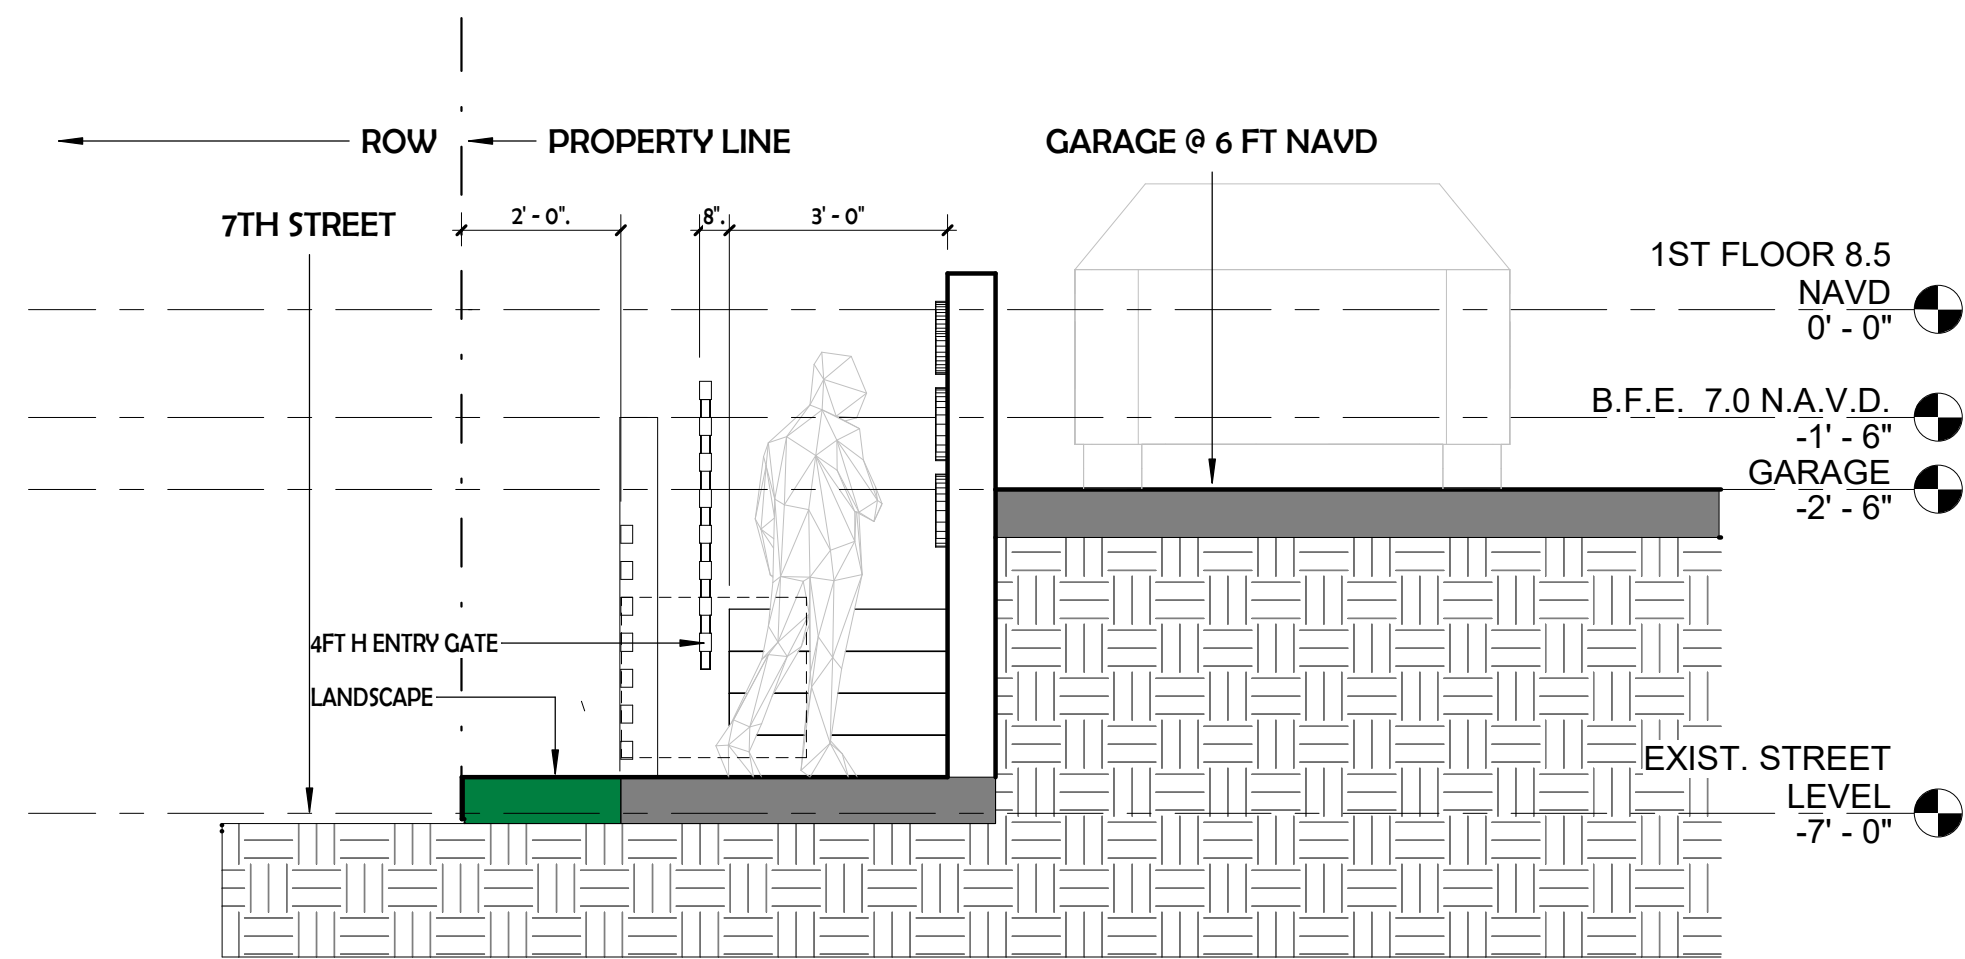 ROW
PROPERTY LINE
GARAGE @ 6 FT NAVD
7TH STREET
2' - 0".
8".
3' - 0"
1ST FLOOR 8.5
NAVD
0' - 0"
B.F.E. 7.0 N.A.V.D.
-1' - 6"
GARAGE
-2' - 6"
4FT H ENTRY GATE
LANDSCAPE
EXIST. STREET
LEVEL
-7' - 0"